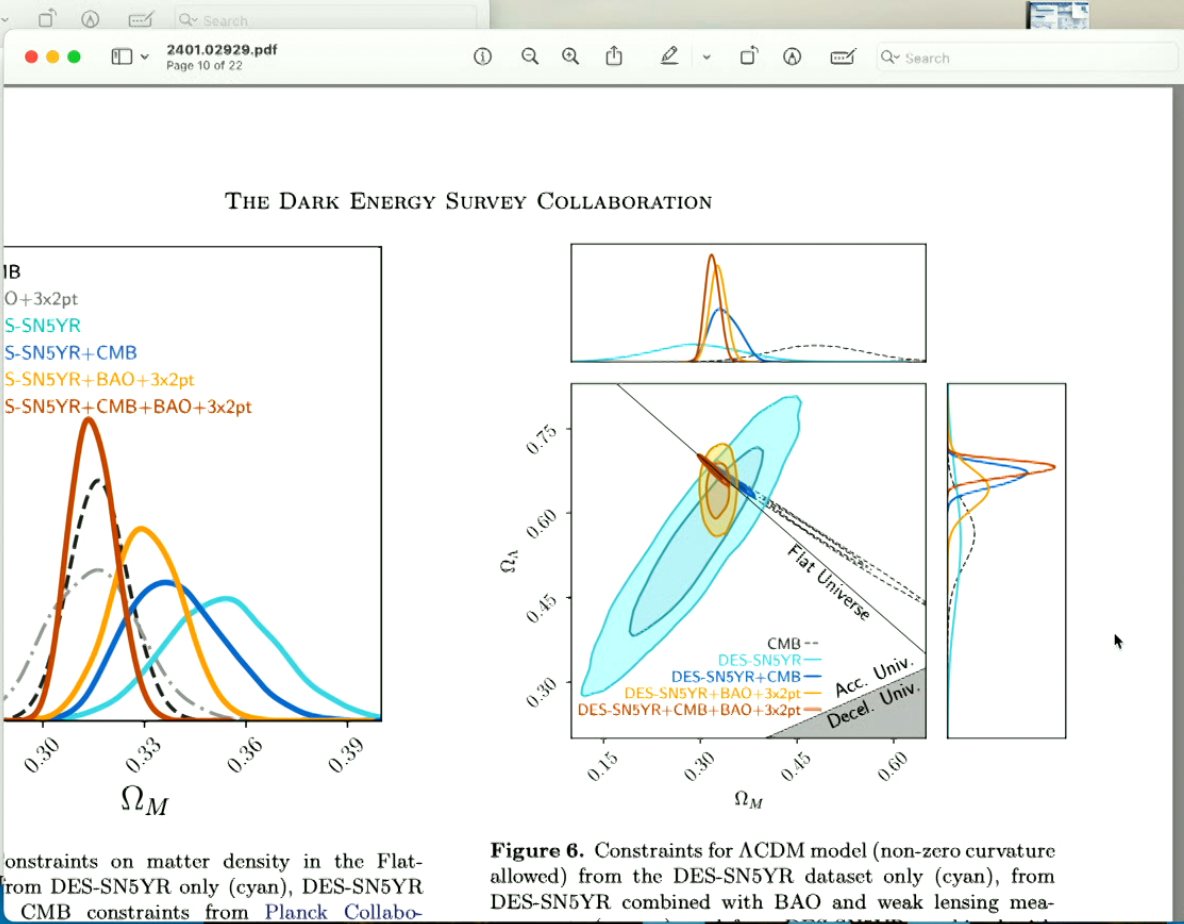 Search
2401.02929.pdf
Page 10 of 22
Search
THE DARK ENERGY SURVEY COLLABORATION
IB
O+3x2pt
S-SN5YR
S-SN5YR+CMB
S-SN5YR+BAO+3x2pt
S-SN5YR+CMB+BAO+3x2pt
0.30
0.33
0.36
0.39
Ω_M
onstraints on matter density in the Flat-
from DES-SN5YR only (cyan), DES-SN5YR
CMB constraints from Planck Collabo-
0.75
0.60
0.45
0.30
Ω_Λ
Flat Universe
CMB
DES-SN5YR
DES-SN5YR+CMB
DES-SN5YR+BAO+3x2pt
DES-SN5YR+CMB+BAO+3x2pt
Acc. Univ.
Decel. Univ.
0.15
0.30
0.45
0.60
Ω_M
Figure 6. Constraints for ΛCDM model (non-zero curvature
allowed) from the DES-SN5YR dataset only (cyan), from
DES-SN5YR combined with BAO and weak lensing mea-